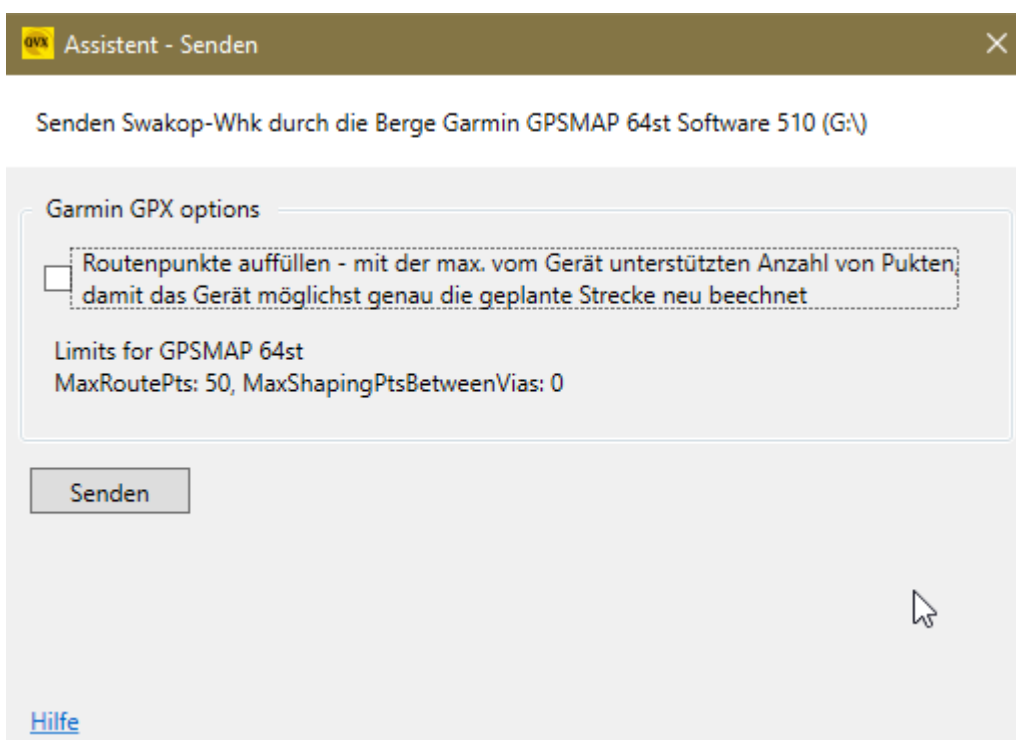 QVX Assistent - Senden
Senden Swakop-Whk durch die Berge Garmin GPSMAP 64st Software 510 (G:\)
Garmin GPX options
Routenpunkte auffüllen - mit der max. vom Gerät unterstützten Anzahl von Pukten,
damit das Gerät möglichst genau die geplante Strecke neu beechnet
Limits for GPSMAP 64st
MaxRoutePts: 50, MaxShapingPtsBetweenVias: 0
Senden
Hilfe